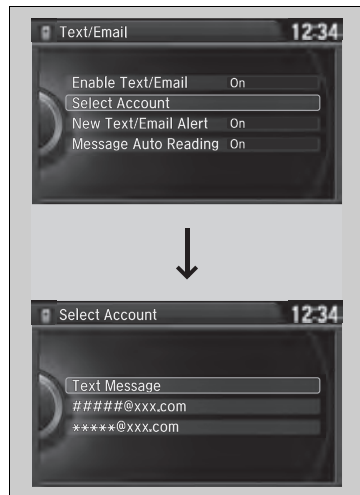 Text/Email 12:34
Enable Text/Email On
Select Account
New Text/Email Alert On
Message Auto Reading On
Select Account 12:34
Text Message
#####@xxx.com
*****@xxx.com